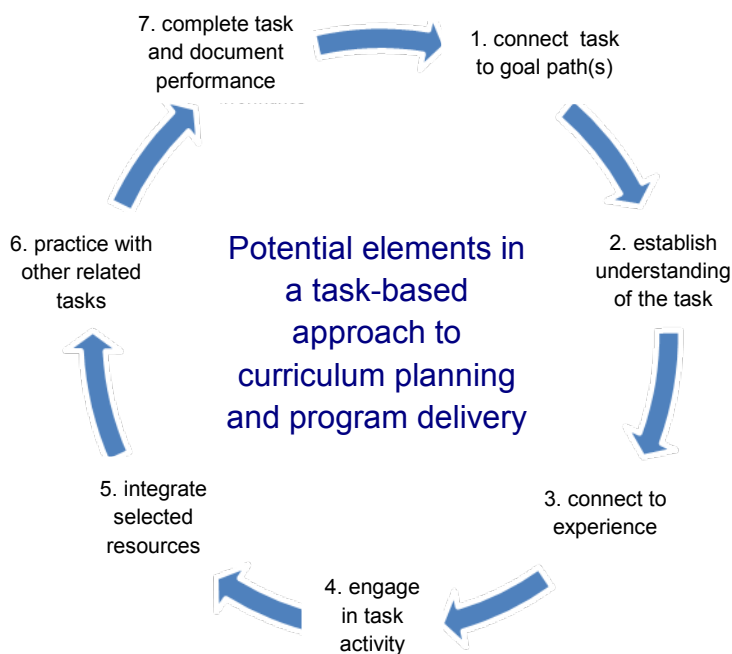 7. complete task
and document
performance
1. connect  task
to goal path(s)
2. establish
understanding
of the task
3. connect to
experience
4. engage
in task
activity
5. integrate
selected
resources
6. practice with
other related
tasks
Potential elements in
a task-based
approach to
curriculum planning
and program delivery